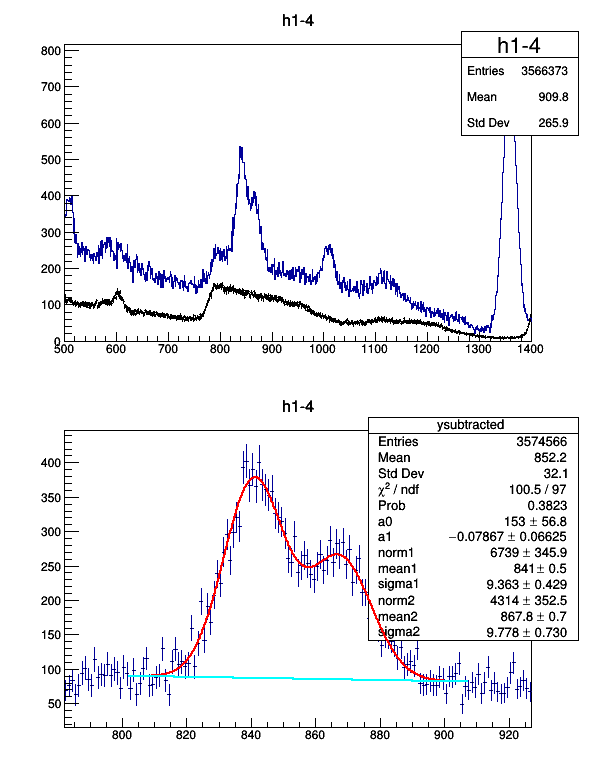 h1-4
h1-4
Entries 3566373
Mean 909.8
Std Dev 265.9
800
700
600
500
400
300
200
100
0
500 600 700 800 900 1000 1100 1200 1300 1400
h1-4
ysubtracted
Entries 3574566
Mean 852.2
Std Dev 32.1
χ² / ndf 100.5 / 97
Prob 0.3823
a0 153 ± 56.8
a1 −0.07867 ± 0.06625
norm1 6739 ± 345.9
mean1 841 ± 0.5
sigma1 9.363 ± 0.429
norm2 4314 ± 352.5
mean2 867.8 ± 0.7
sigma2 9.778 ± 0.730
400
350
300
250
200
150
100
50
800 820 840 860 880 900 920